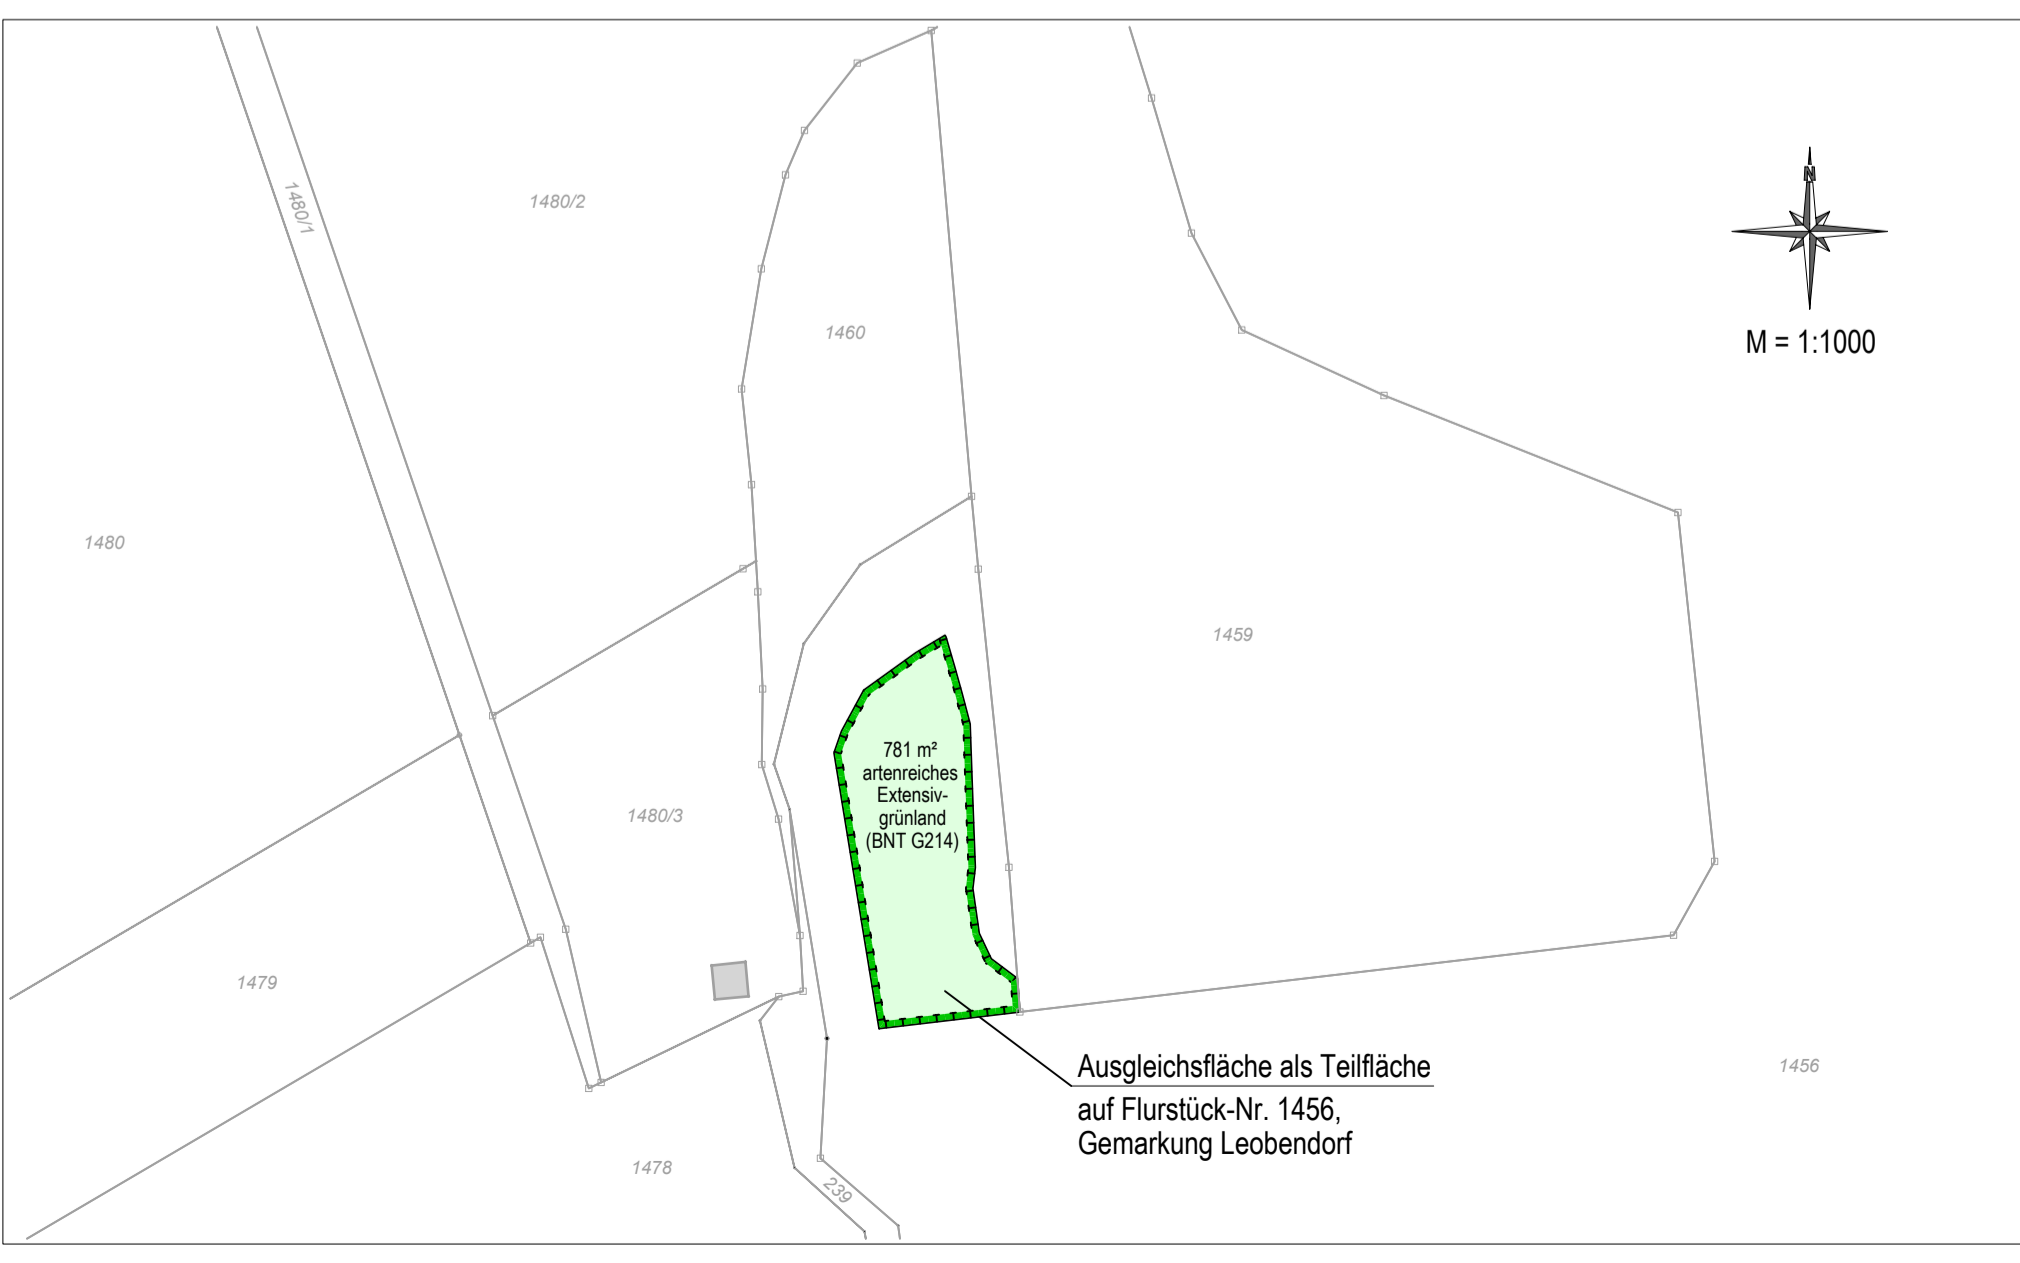 N
M = 1:1000
1480/1
1480/2
1460
1480
1459
781 m²
artenreiches
Extensiv-
grünland
(BNT G214)
1480/3
1479
Ausgleichsfläche als Teilfläche
auf Flurstück-Nr. 1456,
Gemarkung Leobendorf
1456
1478
239